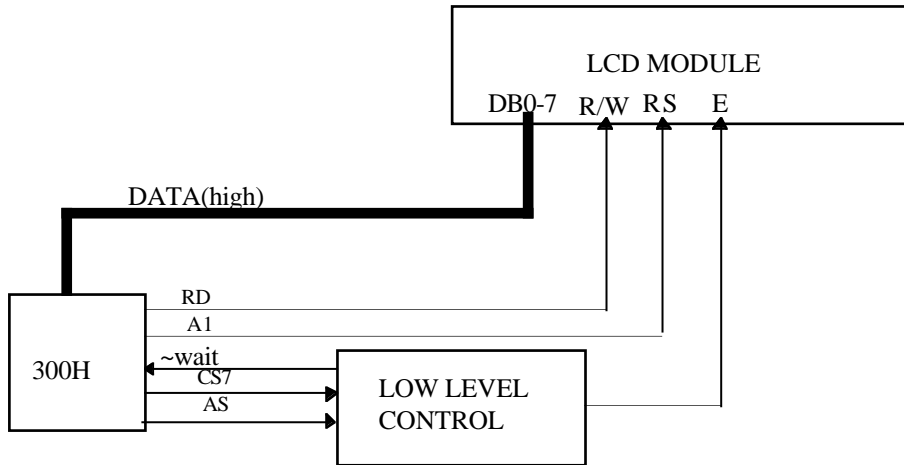 LCD MODULE
DB0-7 R/W RS E
DATA(high)
RD
A1
~wait
300H
CS7
AS
LOW LEVEL
CONTROL